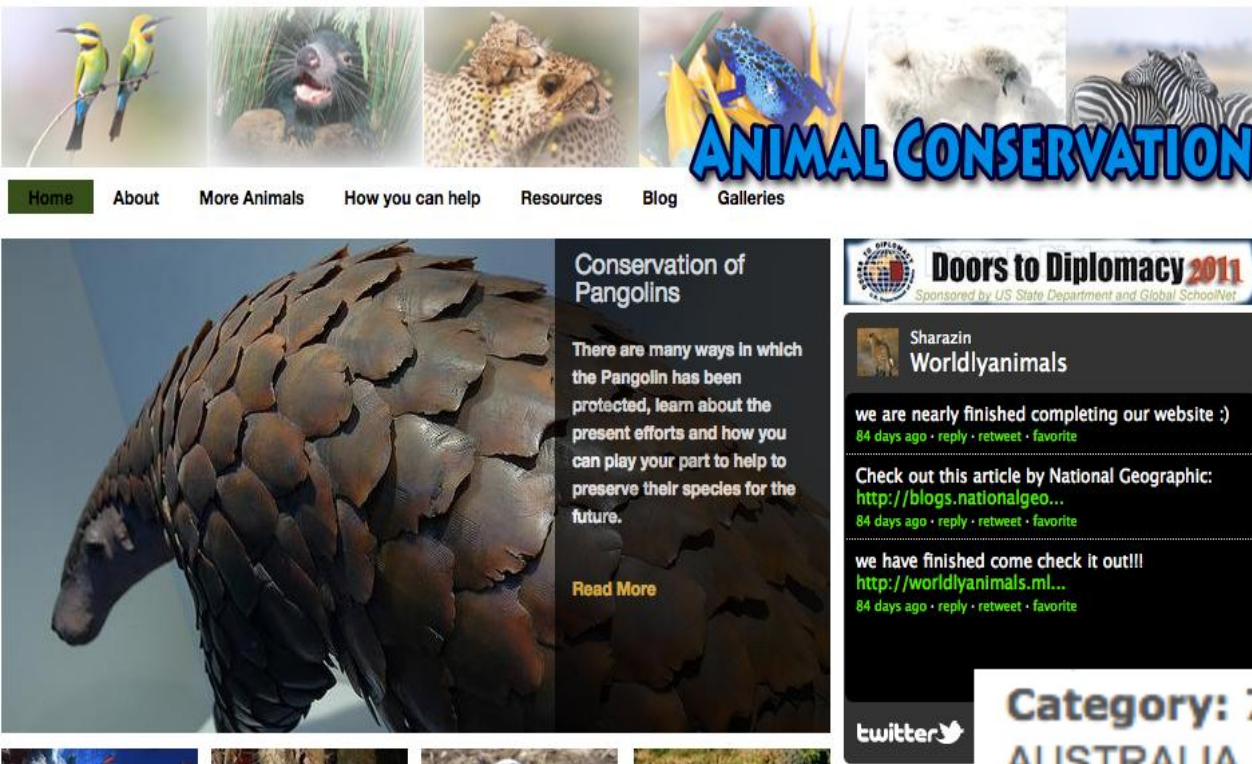 ANIMAL CONSERVATION
Home About More Animals How you can help Resources Blog Galleries
Conservation of
Pangolins
There are many ways in which
the Pangolin has been
protected, learn about the
present efforts and how you
can play your part to help to
preserve their species for the
future.
Read More
Doors to Diplomacy 2011
Sponsored by US State Department and Global SchoolNet
Sharazin
Worldlyanimals
we are nearly finished completing our website :)
84 days ago · reply · retweet · favorite
Check out this article by National Geographic:
http://blogs.nationalgeo...
84 days ago · reply · retweet · favorite
we have finished come check it out!!!
http://worldlyanimals.ml...
84 days ago · reply · retweet · favorite
twitter
Category:
AUSTRALIA